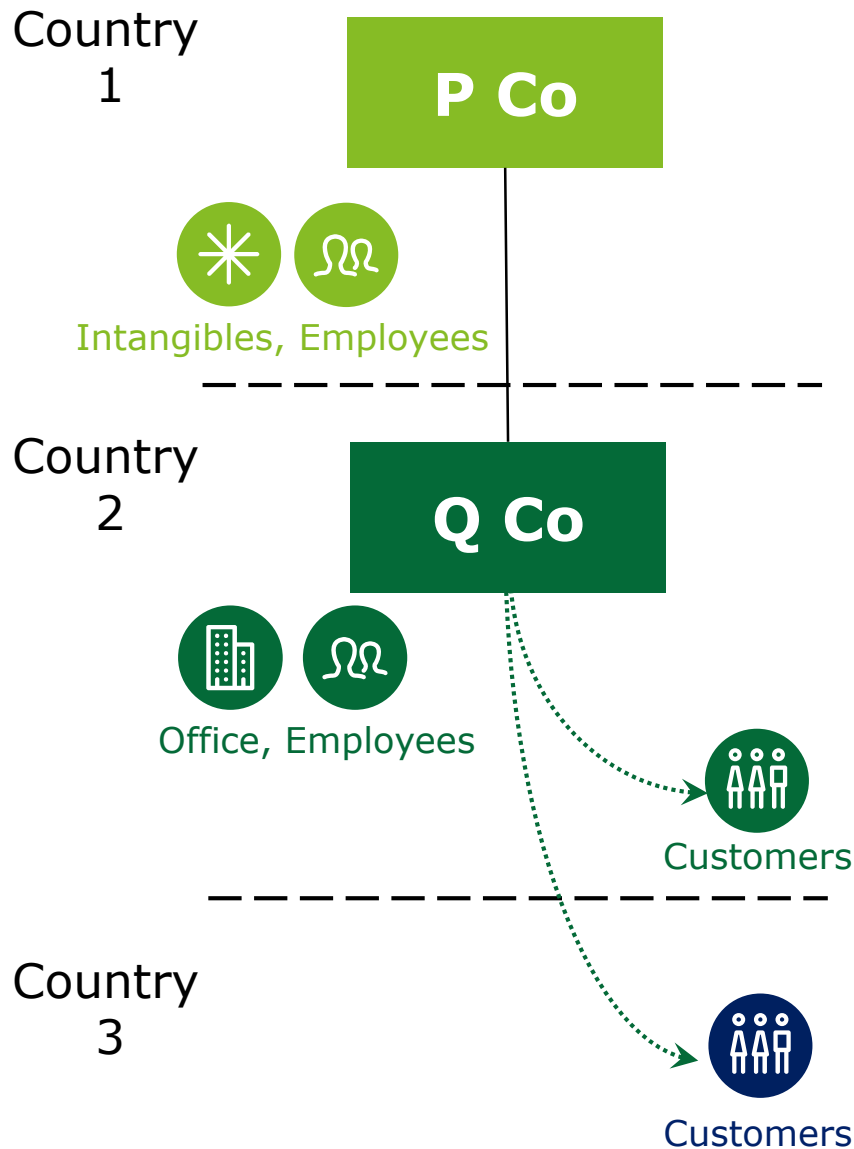 Country
1
P Co
Intangibles, Employees
Country
2
Q Co
Office, Employees
Customers
Country
3
Customers